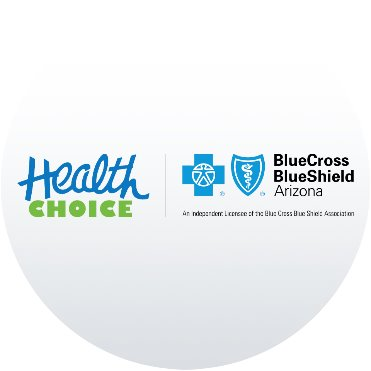 Health
CHOICE
BlueCross
BlueShield
Arizona
An Independent Licensee of the Blue Cross Blue Shield Association